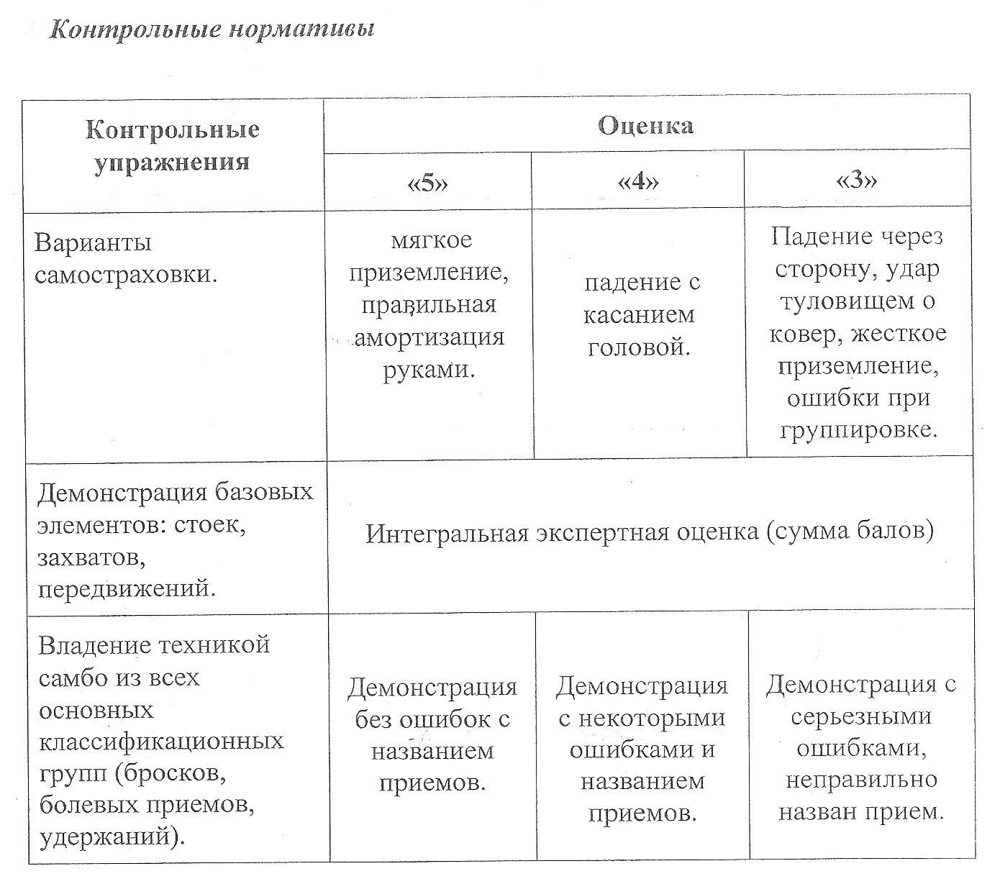 Контрольные нормативы
Контрольные
упражнения
Оценка
«5»
«4»
«3»
Варианты
самостраховки.
мягкое
приземление,
правильная
амортизация
руками.
падение с
касанием
головой.
Падение через
сторону, удар
туловищем о
ковер, жесткое
приземление,
ошибки при
группировке.
Демонстрация базовых
элементов: стоек,
захватов,
передвижений.
Интегральная экспертная оценка (сумма балов)
Владение техникой
самбо из всех
основных
классификационных
групп (бросков,
болевых приемов,
удержаний).
Демонстрация
без ошибок с
названием
приемов.
Демонстрация
с некоторыми
ошибками и
названием
приемов.
Демонстрация с
серьезными
ошибками,
неправильно
назван прием.